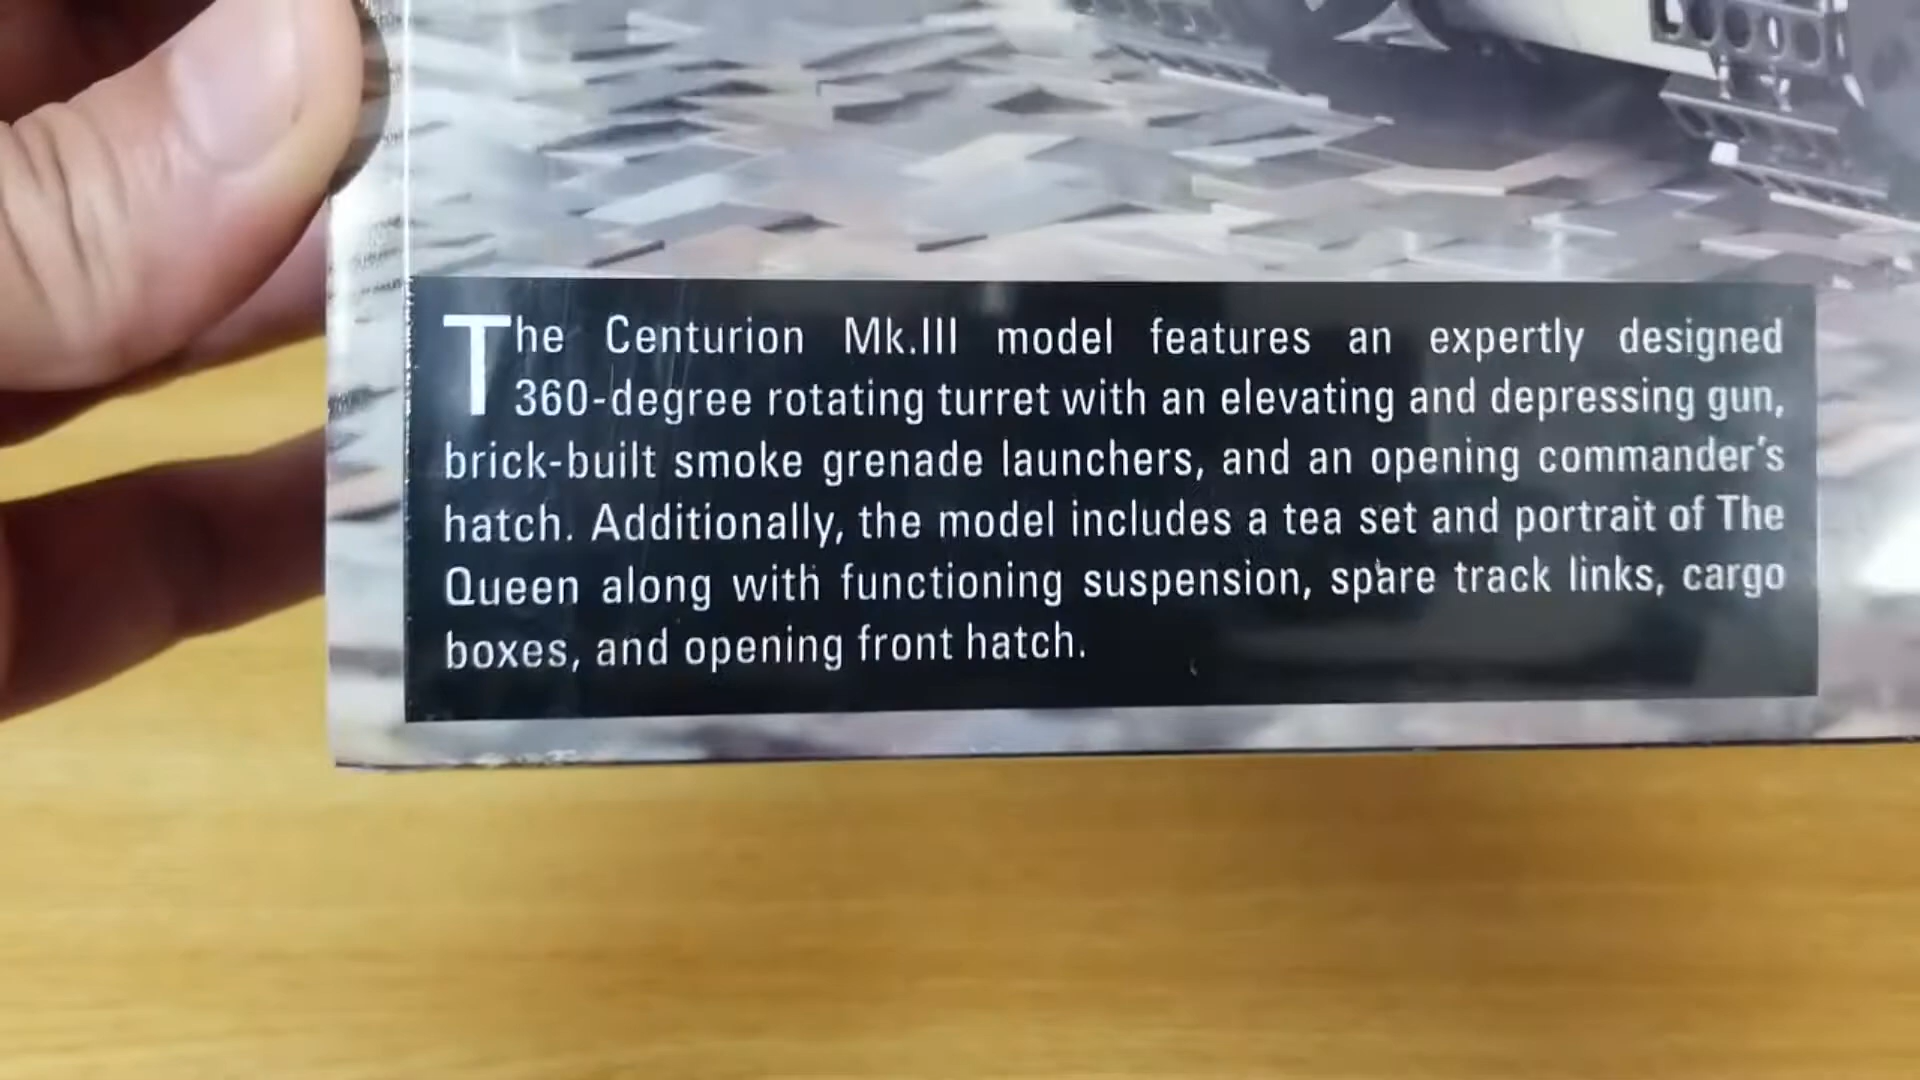 The Centurion Mk.III model features an expertly designed
360-degree rotating turret with an elevating and depressing gun,
brick-built smoke grenade launchers, and an opening commander's
hatch. Additionally, the model includes a tea set and portrait of The
Queen along with functioning suspension, spare track links, cargo
boxes, and opening front hatch.